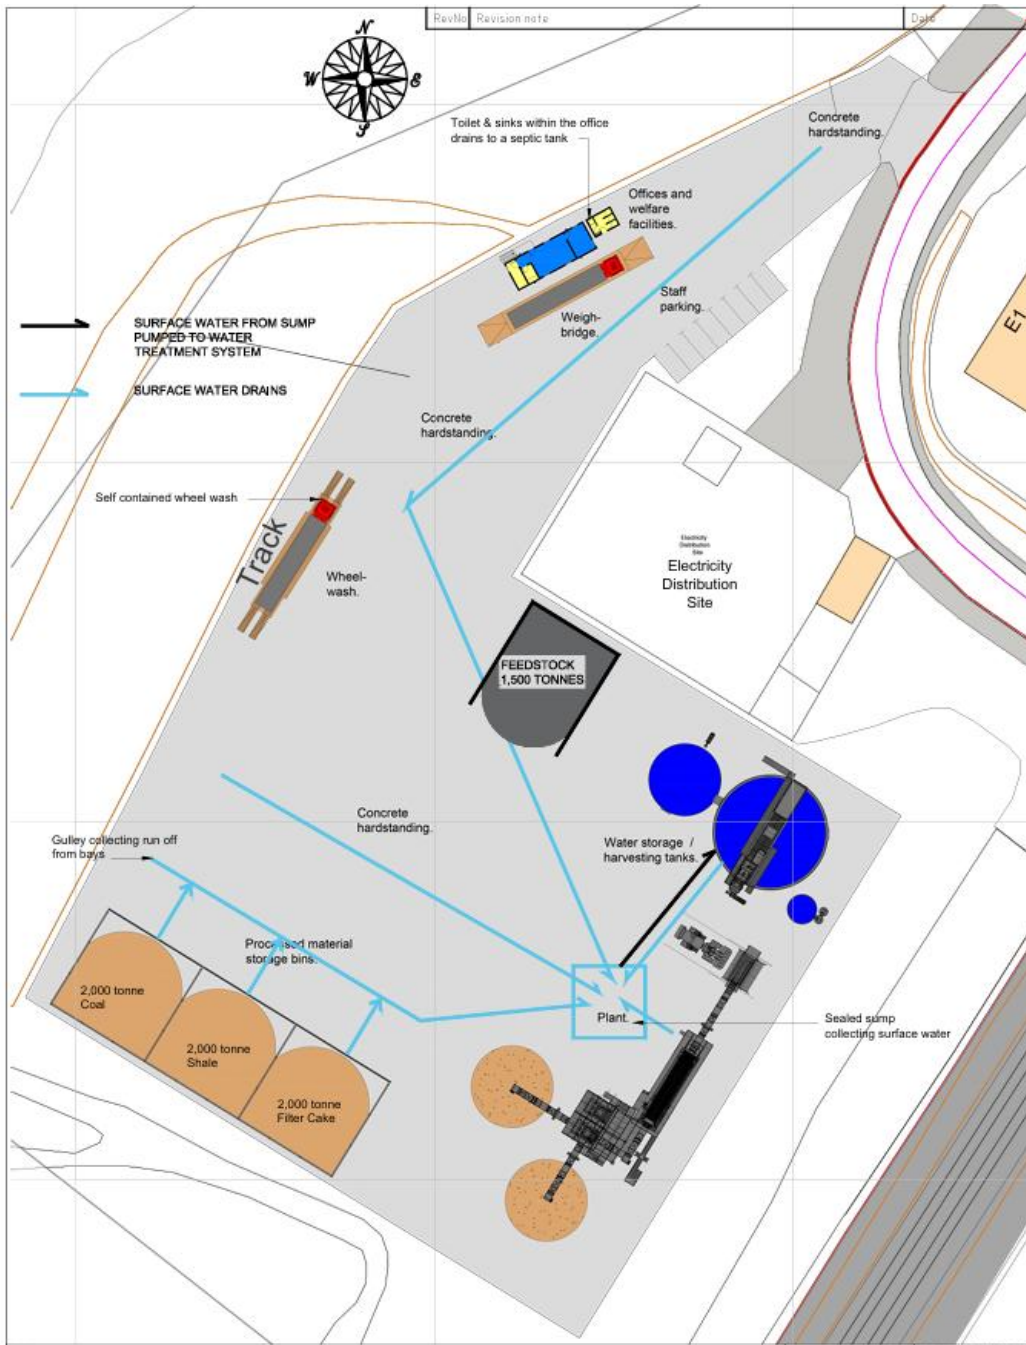 RevNo Revision note Date
N
W E
S
Toilet & sinks within the office
drains to a septic tank
Concrete
hardstanding.
Offices and
welfare
facilities.
Staff
parking.
Weigh-
bridge.
E1
SURFACE WATER FROM SUMP
PUMPED TO WATER
TREATMENT SYSTEM
SURFACE WATER DRAINS
Concrete
hardstanding.
Self contained wheel wash
Track
Wheel-
wash.
Electricity
Distribution
Site
Electricity
Distribution
Site
FEEDSTOCK
1,500 TONNES
Concrete
hardstanding.
Gulley collecting run off
from bays
Water storage /
harvesting tanks.
Processed material
storage bins.
2,000 tonne
Coal
2,000 tonne
Shale
2,000 tonne
Filter Cake
Plant.
Sealed sump
collecting surface water